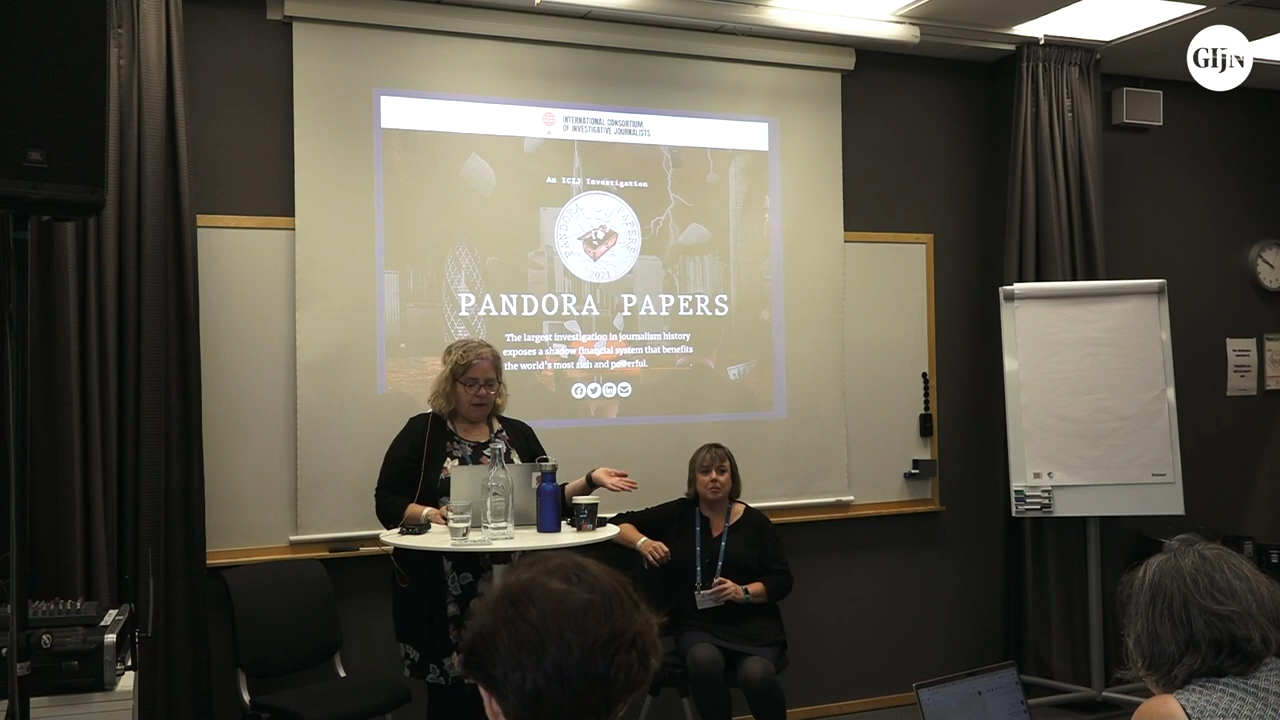 GIJN
INTERNATIONAL CONSORTIUM
OF INVESTIGATIVE JOURNALISTS
An ICIJ Investigation
PANDORA PAPERS
2021
PANDORA PAPERS
The largest investigation in journalism history
exposes a shadow financial system that benefits
the world's most rich and powerful.
JBL